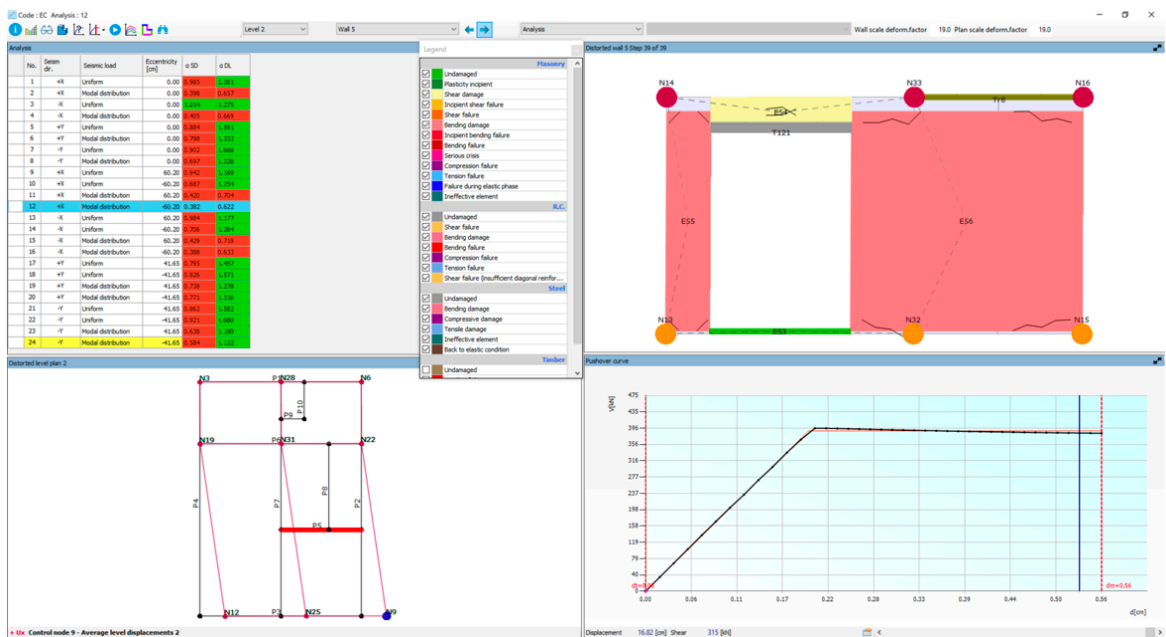 Code : EC Analysis : 12
Level 2 Wall 5 Analysis Wall scale deform.factor 19.0 Plan scale deform.factor 19.0
Analysis
No. Seism dir. Seismic load Eccentricity [cm] α SD α DL
1 +X Uniform 0.00 1.261
2 +X Modal distribution 0.00 0.398 0.657
3 -X Uniform 0.00 1.014 1.275
4 -X Modal distribution 0.00 0.405 0.669
5 +Y Uniform 0.00 0.884 1.591
6 +Y Modal distribution 0.00 0.798 1.332
7 -Y Uniform 0.00 0.902 1.668
8 -Y Modal distribution 0.00 0.697 1.228
9 +X Uniform 60.20 0.942 1.169
10 +X Uniform -60.20 0.687 1.254
11 +X Modal distribution 60.20 0.420 0.704
12 +X Modal distribution -60.20 0.382 0.622
13 -X Uniform 60.20 0.984 1.177
14 -X Uniform -60.20 0.706 1.284
15 -X Modal distribution 60.20 0.429 0.719
16 -X Modal distribution -60.20 0.388 0.633
17 +Y Uniform 41.65 0.795 1.457
18 +Y Uniform -41.65 0.826 1.571
19 +Y Modal distribution 41.65 0.738 1.278
20 +Y Modal distribution -41.65 0.771 1.316
21 -Y Uniform 41.65 0.862 1.582
22 -Y Uniform -41.65 0.921 1.680
23 -Y Modal distribution 41.65 0.638 1.180
24 -Y Modal distribution -41.65 0.584 1.122
Legend
Masonry
Undamaged
Plasticity incipient
Shear damage
Incipient shear failure
Shear failure
Bending damage
Incipient bending failure
Bending failure
Serious crisis
Compression failure
Tension failure
Failure during elastic phase
Ineffective element
R.C.
Undamaged
Shear failure
Bending damage
Bending failure
Compression failure
Tension failure
Shear failure (insufficient diagonal reinfor...
Steel
Undamaged
Bending damage
Compressive damage
Tensile damage
Ineffective element
Back to elastic condition
Timber
Undamaged
Distorted wall 5 Step 39 of 39
N14 N33 N16
ES4 Tr8
T121
ES5 ES6
N13 ES3 N32 N15
Distorted level plan 2
N3 N28 N6
P10
P9
N19 P6 N31 N22
P8
P4 P7 P2
P5
N12 P3 N25 N9
+ Ux Control node 9 - Average level displacements 2
Pushover curve
V[kN]
475
435
396
356
316
277
237
198
158
119
79
40
dm=0.56
0.00 0.06 0.11 0.17 0.22 0.28 0.33 0.39 0.44 0.50 0.56
d[cm]
Displacement 16.82 [cm] Shear 315 [kN]